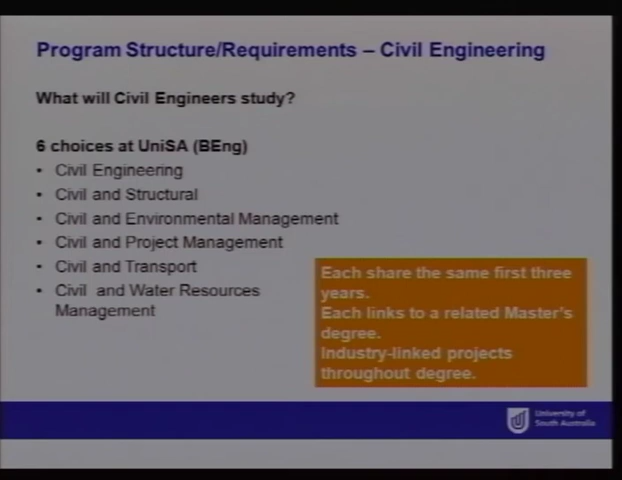 Program Structure/Requirements – Civil Engineering
What will Civil Engineers study?
6 choices at UniSA (BEng)
• Civil Engineering
• Civil and Structural
• Civil and Environmental Management
• Civil and Project Management
• Civil and Transport
• Civil and Water Resources
Management
Each share the same first three
years.
Each links to a related Master's
degree.
Industry-linked projects
throughout degree.
University of
South Australia